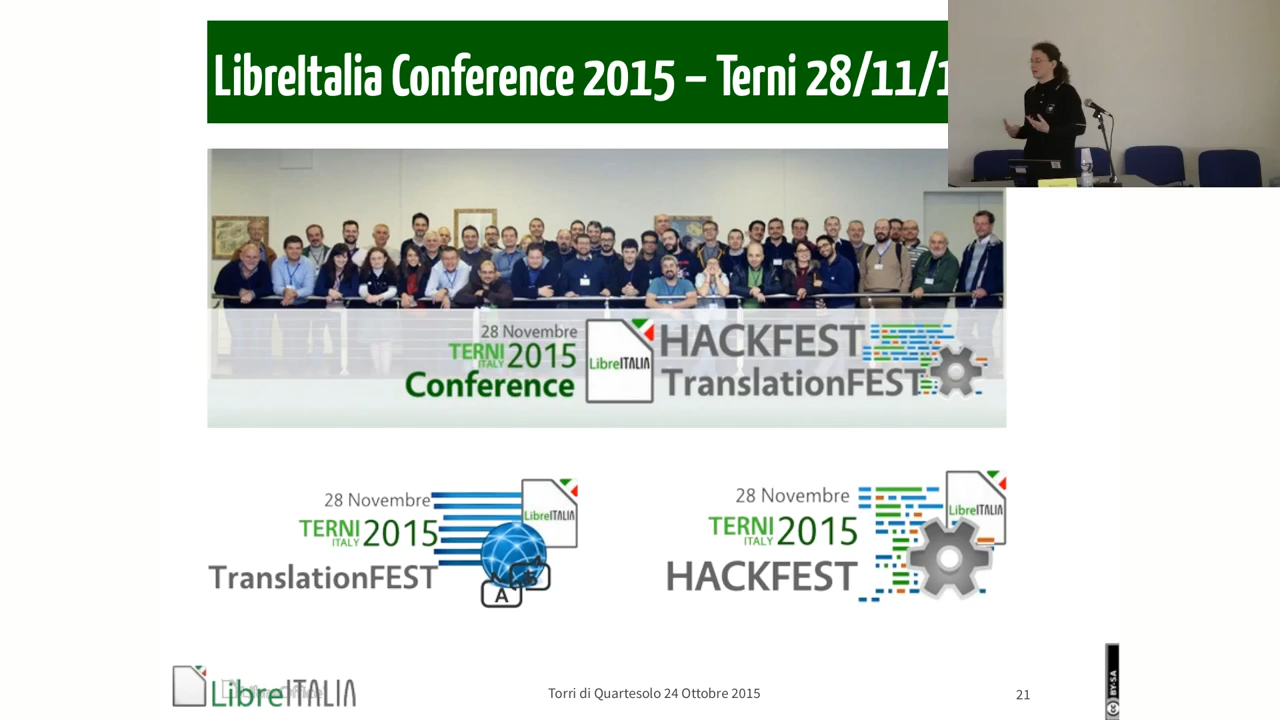 LibreItalia Conference 2015 – Terni 28/11/1
28 Novembre
TERNI
ITALY
2015
Conference
LibreITALIA
HACKFEST
TranslationFEST
28 Novembre
TERNI
ITALY
2015
TranslationFEST
LibreITALIA
A
28 Novembre
TERNI
ITALY
2015
HACKFEST
LibreITALIA
LibreITALIA
Torri di Quartesolo 24 Ottobre 2015
21
BY-SA